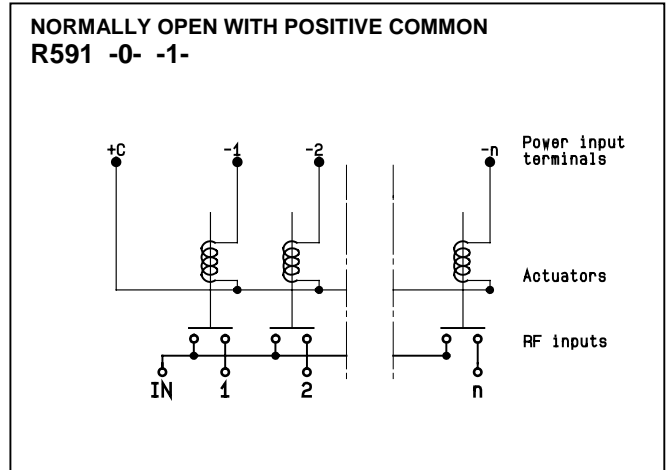 NORMALLY OPEN WITH POSITIVE COMMON
R591 -0- -1-
+C -1 -2 -n Power input
terminals
Actuators
RF inputs
IN 1 2 n